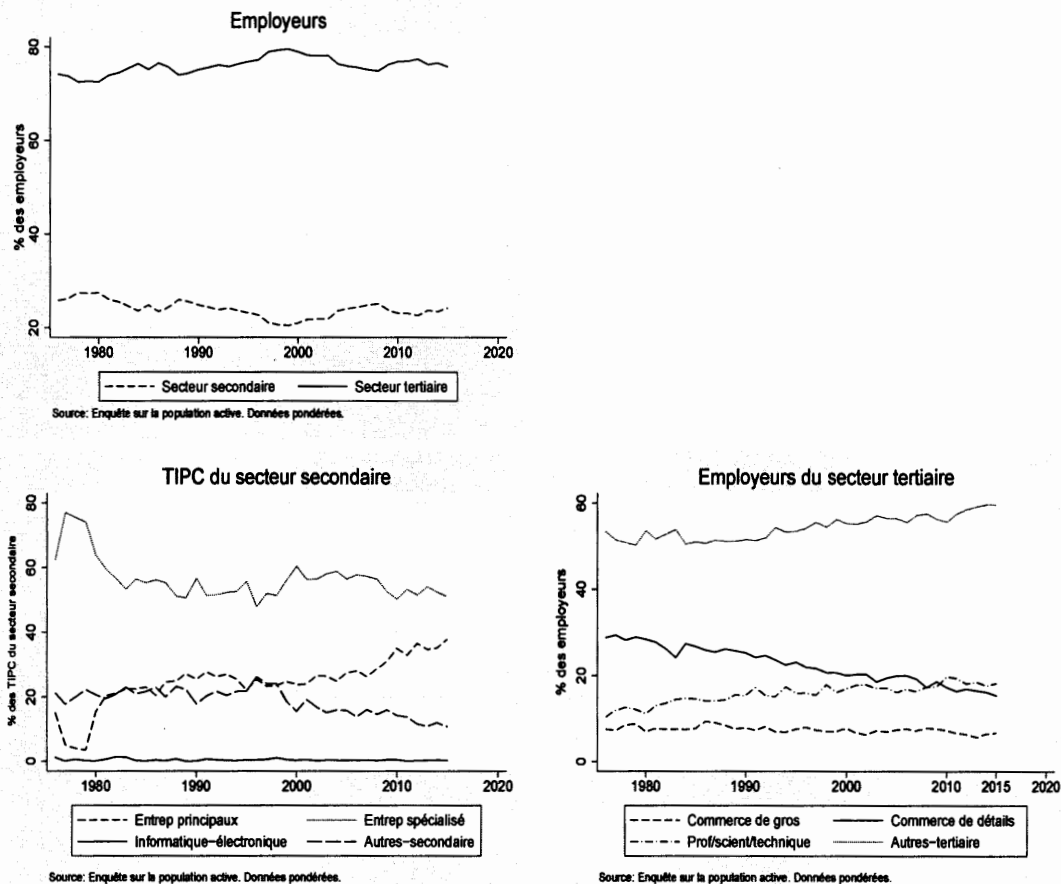 Employeurs
% des employeurs
80
60
40
20
1980 1990 2000 2010 2020
Secteur secondaire Secteur tertiaire
Source: Enquête sur la population active. Données pondérées.
TIPC du secteur secondaire
% des TIPC du secteur secondaire
80
60
40
20
0
1980 1990 2000 2010 2020
Entrep principaux Entrep spécialisé
Informatique-électronique Autres-secondaire
Source: Enquête sur la population active. Données pondérées.
Employeurs du secteur tertiaire
% des employeurs
60
40
20
0
1980 1990 2000 2010 2015 2020
Commerce de gros Commerce de détails
Prof/scient/technique Autres-tertiaire
Source: Enquête sur la population active. Données pondérées.